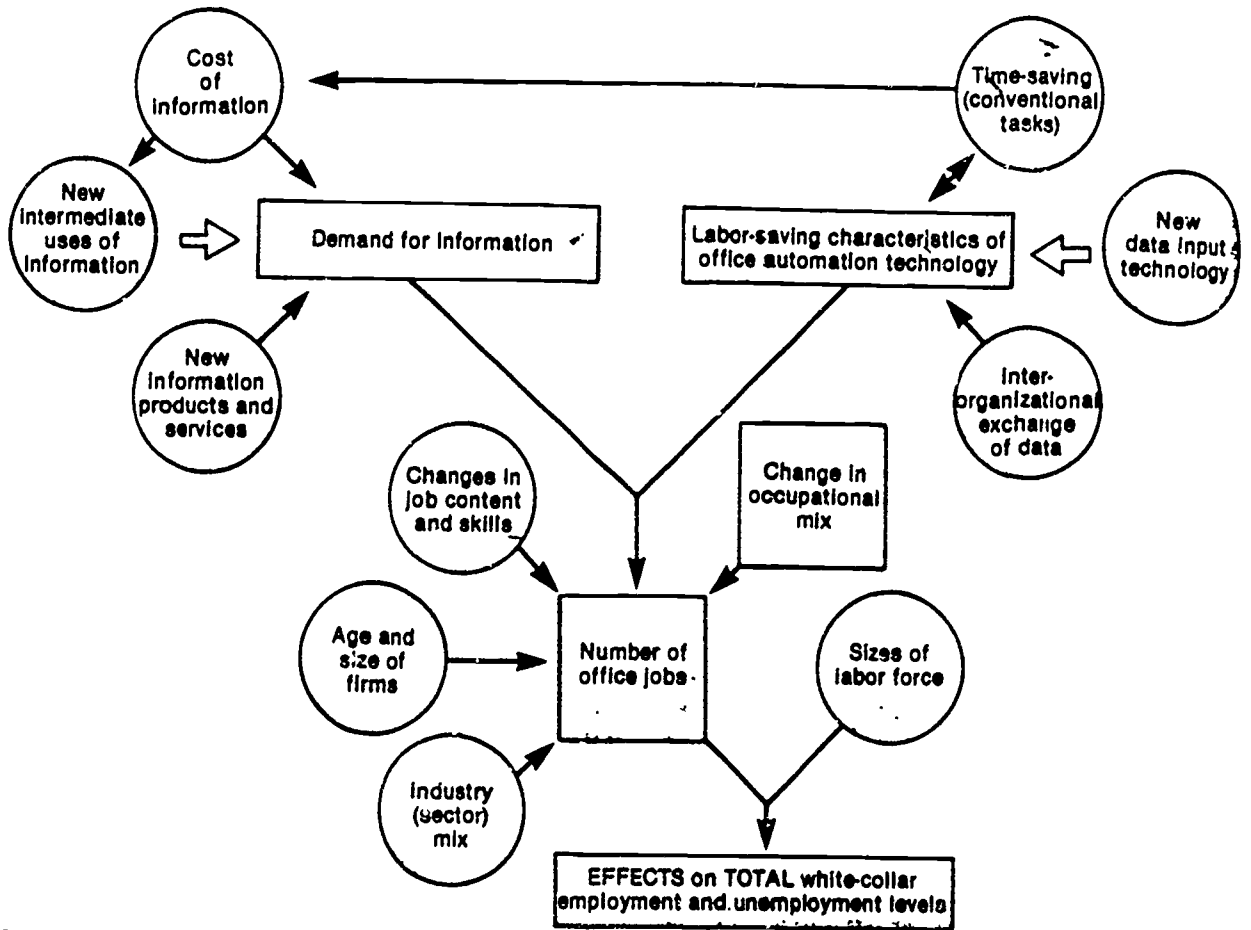 Cost
of
information
Time-saving
(conventional
tasks)
New
intermediate
uses of
information
Demand for information
Labor-saving characteristics of
office automation technology
New
data input
technology
New
information
products and
services
Inter-
organizational
exchange
of data
Changes in
job content
and skills
Change in
occupational
mix
Age and
size of
firms
Number of
office jobs
Sizes of
labor force
Industry
(sector)
mix
EFFECTS on TOTAL white-collar
employment and unemployment levels